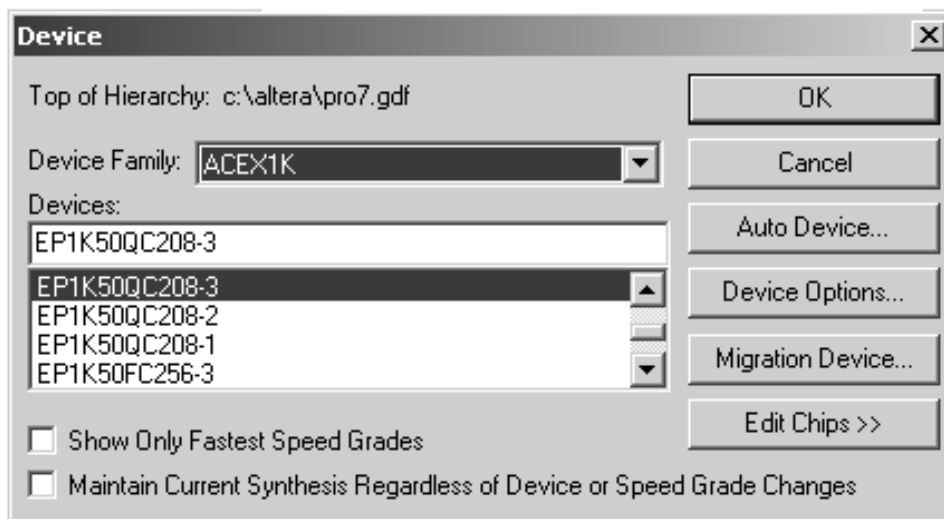 Device
Top of Hierarchy: c:\altera\pro7.gdf
OK
Device Family: ACEX1K
Cancel
Devices:
EP1K50QC208-3
Auto Device...
EP1K50QC208-3
EP1K50QC208-2
EP1K50QC208-1
EP1K50FC256-3
Device Options...
Migration Device...
Edit Chips >>
Show Only Fastest Speed Grades
Maintain Current Synthesis Regardless of Device or Speed Grade Changes